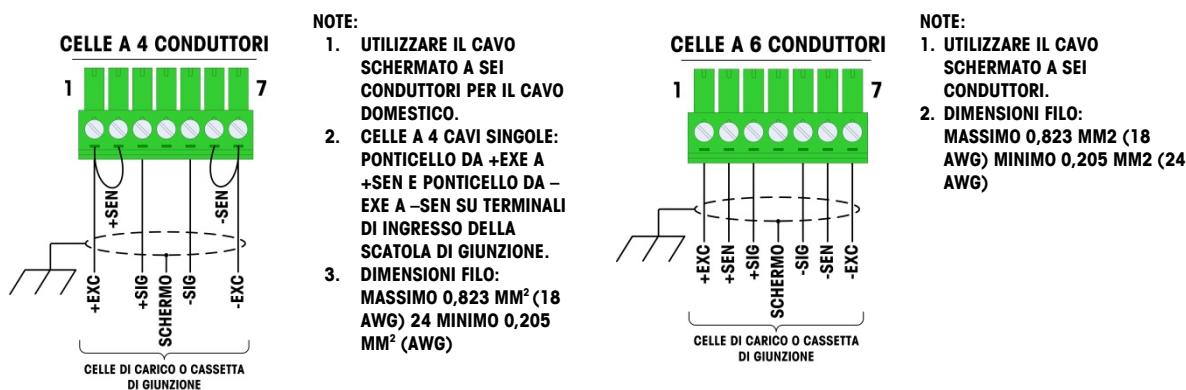 CELLE A 4 CONDUTTORI
1
7
+SEN
-SEN
+EXC
+SIG
SCHERMO
-SIG
-EXC
CELLE DI CARICO O CASSETTA
DI GIUNZIONE
NOTE:
1. UTILIZZARE IL CAVO
SCHERMATO A SEI
CONDUTTORI PER IL CAVO
DOMESTICO.
2. CELLE A 4 CAVI SINGOLE:
PONTICELLO DA +EXE A
+SEN E PONTICELLO DA –
EXE A –SEN SU TERMINALI
DI INGRESSO DELLA
SCATOLA DI GIUNZIONE.
3. DIMENSIONI FILO:
MASSIMO 0,823 MM² (18
AWG) 24 MINIMO 0,205
MM² (AWG)
CELLE A 6 CONDUTTORI
1
7
+EXC
+SEN
+SIG
SCHERMO
-SIG
-SEN
-EXC
CELLE DI CARICO O CASSETTA
DI GIUNZIONE
NOTE:
1. UTILIZZARE IL CAVO
SCHERMATO A SEI
CONDUTTORI.
2. DIMENSIONI FILO:
MASSIMO 0,823 MM2 (18
AWG) MINIMO 0,205 MM2 (24
AWG)